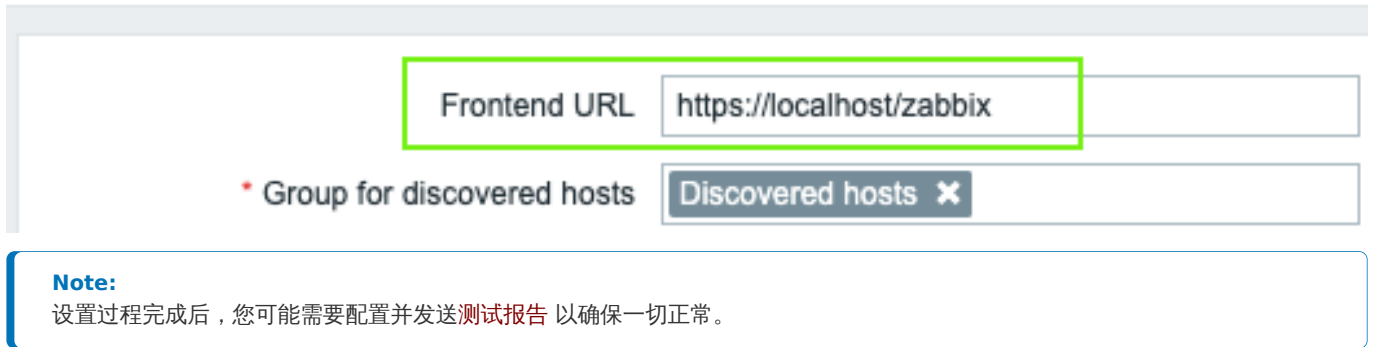 Frontend URL https://localhost/zabbix
* Group for discovered hosts Discovered hosts ✖
Note:
设置过程完成后，您可能需要配置并发送测试报告 以确保一切正常。